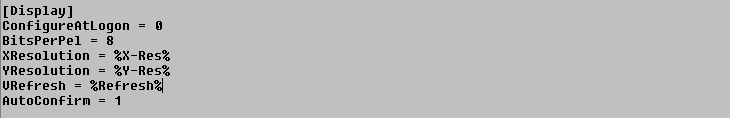 [Display]
ConfigureAtLogon = 0
BitsPerPel = 8
XResolution = %X-Res%
YResolution = %Y-Res%
VRefresh = %Refresh%
AutoConfirm = 1